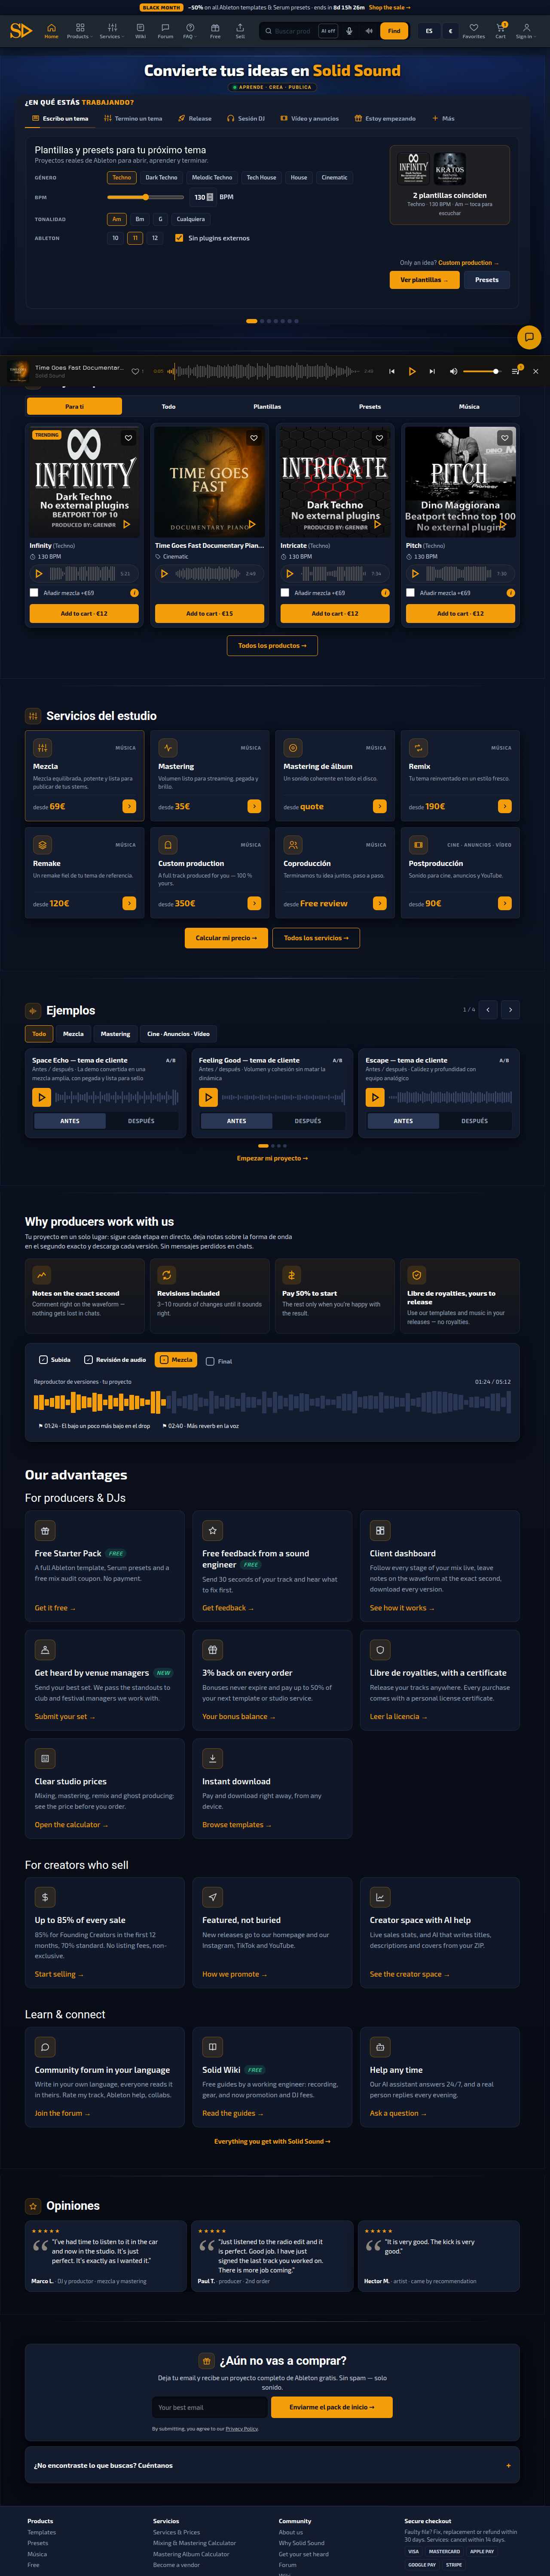 BLACK MONTH −50% on all Ableton templates & Serum presets · ends in 8d 15h 26m Shop the sale →
Home Products Services Wiki Forum FAQ Free Sell AI off Find ES € Favorites Cart Sign in
Convierte tus ideas en Solid Sound
APRENDE · CREA · PUBLICA
¿EN QUÉ ESTÁS TRABAJANDO?
Escribo un tema Termino un tema Release Sesión DJ Vídeo y anuncios Estoy empezando Más
Plantillas y presets para tu próximo tema
Proyectos reales de Ableton para abrir, aprender y terminar.
GÉNERO Techno Dark Techno Melodic Techno Tech House House Cinematic
BPM 130 BPM
TONALIDAD Am Bm G Cualquiera
ABLETON 10 11 12 Sin plugins externos
2 plantillas coinciden
Techno · 130 BPM · Am — toca para escuchar
Only an idea? Custom production →
Ver plantillas → Presets
Time Goes Fast Documentar...
Solid Sound
Para ti Todo Plantillas Presets Música
TRENDING
INFINITY
Dark Techno
No external plugins
BEATPORT TOP 10
PRODUCED BY: GRENØR
TIME GOES FAST
DOCUMENTARY PIANO
INTRICATE
Dark Techno
No external plugins
PRODUCED BY: GRENØR
PITCH
Dino Maggiorana
Beatport techno top 100
No external plugins
Infinity (Techno)
130 BPM
5:21
Añadir mezcla +€69
Add to cart · €12
Time Goes Fast Documentary Pian...
Cinematic
2:49
Add to cart · €15
Intricate (Techno)
130 BPM
7:34
Añadir mezcla +€69
Add to cart · €12
Pitch (Techno)
130 BPM
7:30
Añadir mezcla +€69
Add to cart · €12
Todos los productos →
Servicios del estudio
MÚSICA
Mezcla
Mezcla equilibrada, potente y lista para publicar de tus stems.
desde 69€
MÚSICA
Mastering
Volumen listo para streaming, pegada y brillo.
desde 35€
MÚSICA
Mastering de álbum
Un sonido coherente en todo el disco.
desde quote
MÚSICA
Remix
Tu tema reinventado en un estilo fresco.
desde 190€
MÚSICA
Remake
Un remake fiel de tu tema de referencia.
desde 120€
MÚSICA
Custom production
A full track produced for you — 100 % yours.
desde 350€
MÚSICA
Coproducción
Terminamos tu idea juntos, paso a paso.
desde Free review
CINE · ANUNCIOS · VÍDEO
Postproducción
Sonido para cine, anuncios y YouTube.
desde 90€
Calcular mi precio → Todos los servicios →
Ejemplos
1 / 4
Todo Mezcla Mastering Cine · Anuncios · Vídeo
Space Echo — tema de cliente A/B
Antes / después · La demo convertida en una mezcla amplia, con pegada y lista para sello
ANTES DESPUÉS
Feeling Good — tema de cliente A/B
Antes / después · Volumen y cohesión sin matar la dinámica
ANTES DESPUÉS
Escape — tema de cliente A/B
Antes / después · Calidez y profundidad con equipo analógico
ANTES DESPUÉS
Empezar mi proyecto →
Why producers work with us
Tu proyecto en un solo lugar: sigue cada etapa en directo, deja notas sobre la forma de onda
en el segundo exacto y descarga cada versión. Sin mensajes perdidos en chats.
Notes on the exact second
Comment right on the waveform — nothing gets lost in chats.
Revisions included
3–10 rounds of changes until it sounds right.
Pay 50% to start
The rest only when you're happy with the result.
Libre de royalties, yours to release
Use our templates and music in your releases — no royalties.
Subida Revisión de audio Mezcla Final
Reproductor de versiones · tu proyecto 01:24 / 05:12
01:24 · El bajo un poco más bajo en el drop 02:40 · Más reverb en la voz
Our advantages
For producers & DJs
Free Starter Pack FREE
A full Ableton template, Serum presets and a free mix audit coupon. No payment.
Get it free →
Free feedback from a sound engineer FREE
Send 30 seconds of your track and hear what to fix first.
Get feedback →
Client dashboard
Follow every stage of your mix live, leave notes on the waveform at the exact second, download every version.
See how it works →
Get heard by venue managers NEW
Send your best set. We pass the standouts to club and festival managers we work with.
Submit your set →
3% back on every order
Bonuses never expire and pay up to 50% of your next template or studio service.
Your bonus balance →
Libre de royalties, with a certificate
Release your tracks anywhere. Every purchase comes with a personal license certificate.
Leer la licencia →
Clear studio prices
Mixing, mastering, remix and ghost producing: see the price before you order.
Open the calculator →
Instant download
Pay and download right away, from any device.
Browse templates →
For creators who sell
Up to 85% of every sale
85% for Founding Creators in the first 12 months, 70% standard. No listing fees, non-exclusive.
Start selling →
Featured, not buried
New releases go to our homepage and our Instagram, TikTok and YouTube.
How we promote →
Creator space with AI help
Live sales stats, and AI that writes titles, descriptions and covers from your ZIP.
See the creator space →
Learn & connect
Community forum in your language
Write in your own language, everyone reads it in theirs. Rate my track, Ableton help, collabs.
Join the forum →
Solid Wiki FREE
Free guides by a working engineer: recording, gear, and now promotion and DJ fees.
Read the guides →
Help any time
Our AI assistant answers 24/7, and a real person replies every evening.
Ask a question →
Everything you get with Solid Sound →
Opiniones
★★★★★
"I've had time to listen to it in the car and now in the studio. It's just perfect. It's exactly as I wanted it."
Marco L. · DJ y productor · mezcla y mastering
★★★★★
"Just listened to the radio edit and it is perfect. Good job. I have just signed the last track you worked on. There is more job coming."
Paul T. · producer · 2nd order
★★★★★
"It is very good. The kick is very good."
Hector M. · artist · came by recommendation
¿Aún no vas a comprar?
Deja tu email y recibe un proyecto completo de Ableton gratis. Sin spam — solo
sonido.
Your best email Enviarme el pack de inicio →
By submitting, you agree to our Privacy Policy.
¿No encontraste lo que buscas? Cuéntanos +
Products
Templates
Presets
Música
Free
Servicios
Services & Prices
Mixing & Mastering Calculator
Mastering Album Calculator
Become a vendor
Community
About us
Why Solid Sound
Get your set heard
Forum
Secure checkout
Faulty file? Fix, replacement or refund within 30 days. Services: cancel within 14 days.
VISA MASTERCARD APPLE PAY
GOOGLE PAY STRIPE